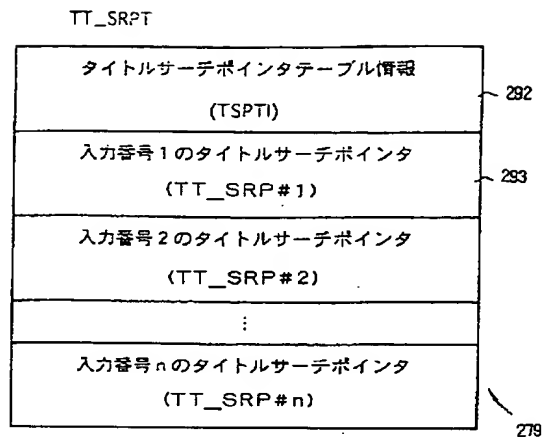 TT_SRPT
タイトルサーチポインタテーブル情報
(TSPTI)
292
入力番号1のタイトルサーチポインタ
(TT_SRP#1)
293
入力番号2のタイトルサーチポインタ
(TT_SRP#2)
⋮
入力番号nのタイトルサーチポインタ
(TT_SRP#n)
279